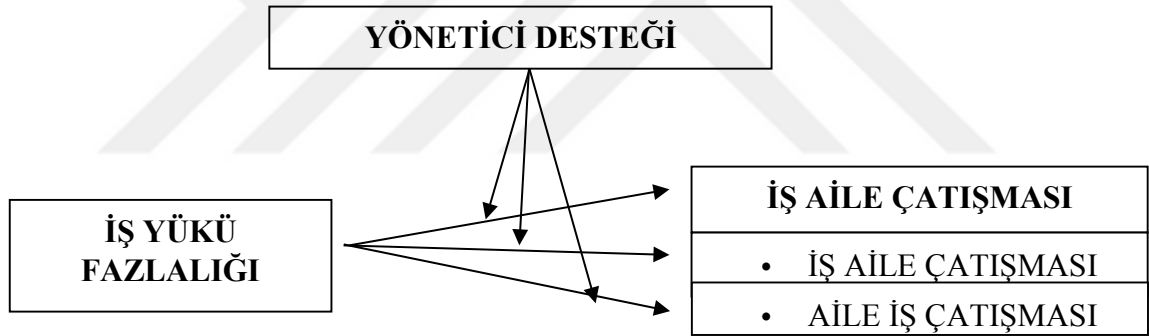 YÖNETİCİ DESTEĞİ
İŞ YÜKÜ
FAZLALIĞI
İŞ AİLE ÇATIŞMASI
• İŞ AİLE ÇATIŞMASI
• AİLE İŞ ÇATIŞMASI